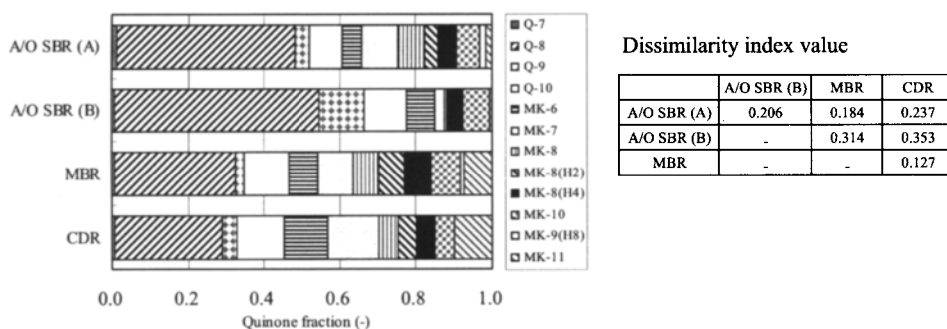 A/O SBR (A)
A/O SBR (B)
MBR
CDR
0.0 0.2 0.4 0.6 0.8 1.0
Quinone fraction (-)
Q-7
Q-8
Q-9
Q-10
MK-6
MK-7
MK-8
MK-8(H2)
MK-8(H4)
MK-10
MK-9(H8)
MK-11
Dissimilarity index value
A/O SBR (B) MBR CDR
A/O SBR (A) 0.206 0.184 0.237
A/O SBR (B) - 0.314 0.353
MBR - - 0.127